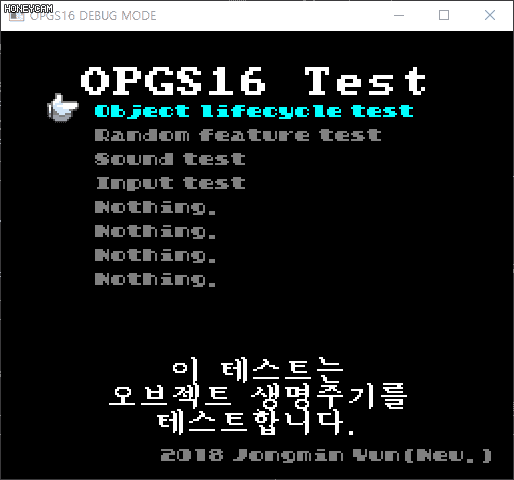 HONEYCAM
OPGS16 DEBUG MODE
OPGS16 Test
Object lifecycle test
Random feature test
Sound test
Input test
Nothing.
Nothing.
Nothing.
Nothing.
이 테스트는
오브젝트 생명주기를
테스트합니다.
2018 Jongmin Yun(Neu.)